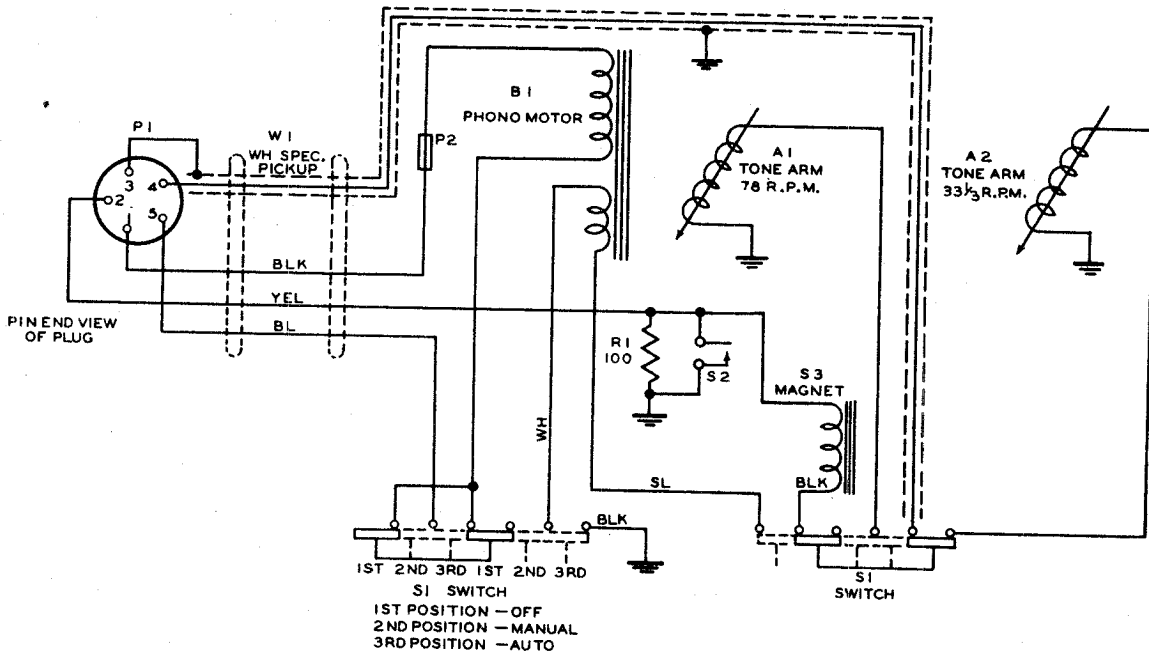 P1
W1
WH SPEC.
PICKUP
3
4
2
1
5
P2
B1
PHONO MOTOR
A1
TONE ARM
78 R.P.M.
A2
TONE ARM
33⅓ R.P.M.
BLK
YEL
BL
PIN END VIEW
OF PLUG
R1
100
S2
S3
MAGNET
WH
SL
BLK
BLK
1ST 2ND 3RD 1ST 2ND 3RD
S1 SWITCH
1ST POSITION — OFF
2ND POSITION — MANUAL
3RD POSITION — AUTO
S1
SWITCH